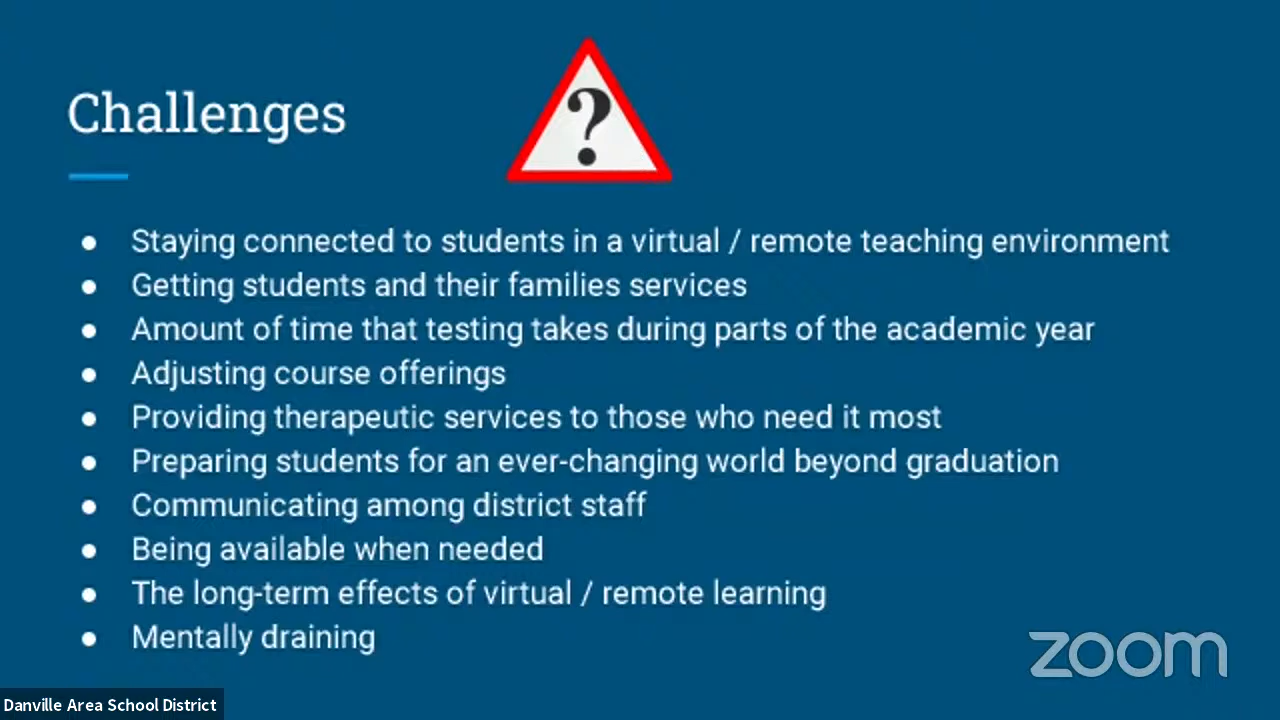 Challenges
?
● Staying connected to students in a virtual / remote teaching environment
● Getting students and their families services
● Amount of time that testing takes during parts of the academic year
● Adjusting course offerings
● Providing therapeutic services to those who need it most
● Preparing students for an ever-changing world beyond graduation
● Communicating among district staff
● Being available when needed
● The long-term effects of virtual / remote learning
● Mentally draining
zoom
Danville Area School District